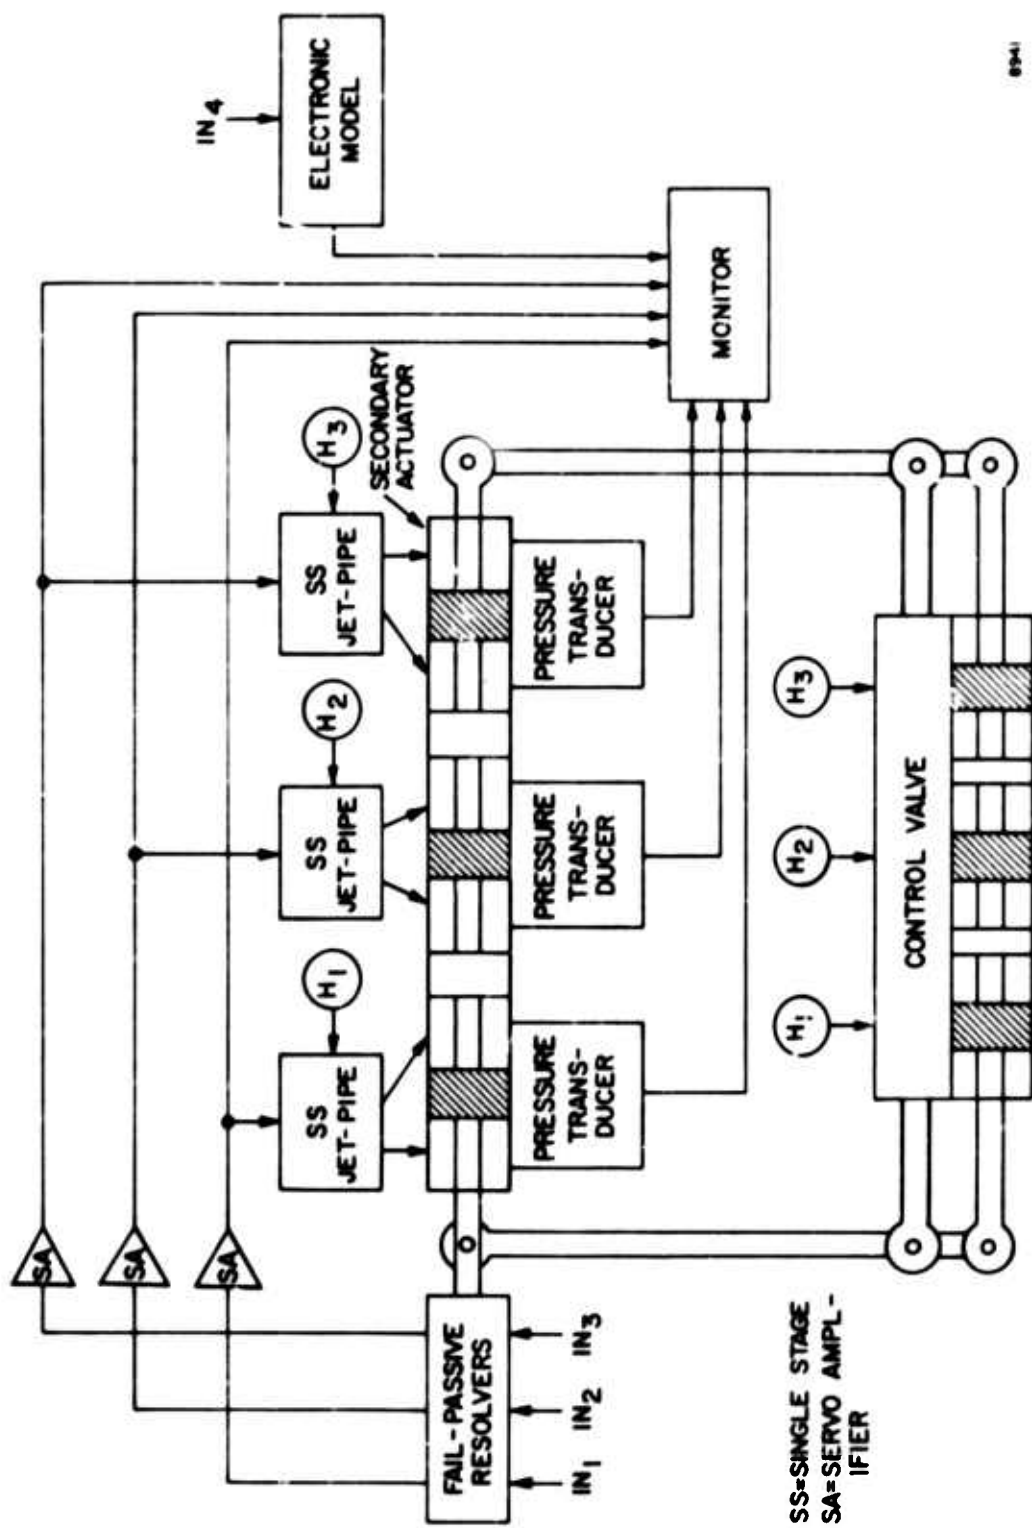 IN4
ELECTRONIC
MODEL
SA
SA
SA
SS
JET-PIPE
H1
SS
JET-PIPE
H2
SS
JET-PIPE
H3
SECONDARY
ACTUATOR
FAIL-PASSIVE
RESOLVERS
IN1
IN2
IN3
PRESSURE
TRANS-
DUCER
PRESSURE
TRANS-
DUCER
PRESSURE
TRANS-
DUCER
MONITOR
H1
H2
H3
CONTROL VALVE
SS=SINGLE STAGE
SA=SERVO AMPL-
IFIER
8941